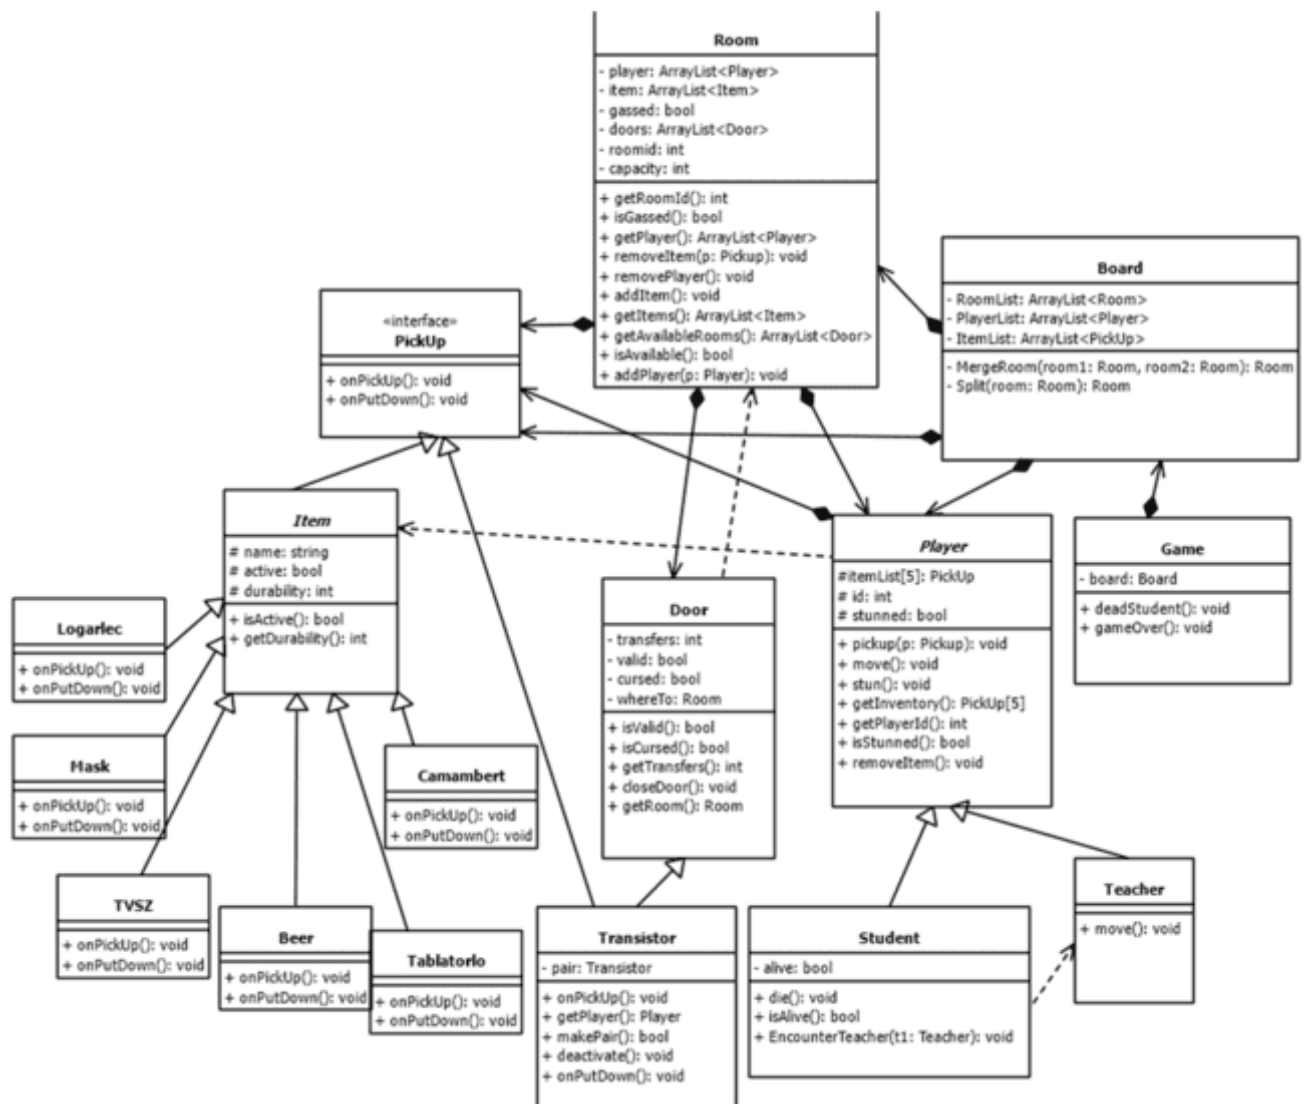 Room
- player: ArrayList<Player>
- item: ArrayList<Item>
- gassed: bool
- doors: ArrayList<Door>
- roomid: int
- capacity: int
+ getRoomId(): int
+ isGassed(): bool
+ getPlayer(): ArrayList<Player>
+ removeItem(p: Pickup): void
+ removePlayer(): void
+ addItem(): void
+ getItems(): ArrayList<Item>
+ getAvailableRooms(): ArrayList<Door>
+ isAvailable(): bool
+ addPlayer(p: Player): void
Board
- RoomList: ArrayList<Room>
- PlayerList: ArrayList<Player>
- ItemList: ArrayList<PickUp>
- MergeRoom(room1: Room, room2: Room): Room
- Split(room: Room): Room
«interface»
PickUp
+ onPickUp(): void
+ onPutDown(): void
Item
# name: string
# active: bool
# durability: int
+ isActive(): bool
+ getDurability(): int
Player
#itemList[5]: PickUp
# id: int
# stunned: bool
+ pickup(p: Pickup): void
+ move(): void
+ stun(): void
+ getInventory(): PickUp[5]
+ getPlayerId(): int
+ isStunned(): bool
+ removeItem(): void
Game
- board: Board
+ deadStudent(): void
+ gameOver(): void
Door
- transfers: int
- valid: bool
- cursed: bool
- whereTo: Room
+ isValid(): bool
+ isCursed(): bool
+ getTransfers(): int
+ closeDoor(): void
+ getRoom(): Room
Logarlec
+ onPickUp(): void
+ onPutDown(): void
Mask
+ onPickUp(): void
+ onPutDown(): void
Camambert
+ onPickUp(): void
+ onPutDown(): void
TVSZ
+ onPickUp(): void
+ onPutDown(): void
Beer
+ onPickUp(): void
+ onPutDown(): void
Tablatorlo
+ onPickUp(): void
+ onPutDown(): void
Transistor
- pair: Transistor
+ onPickUp(): void
+ getPlayer(): Player
+ makePair(): bool
+ deactivate(): void
+ onPutDown(): void
Student
- alive: bool
+ die(): void
+ isAlive(): bool
+ EncounterTeacher(t1: Teacher): void
Teacher
+ move(): void